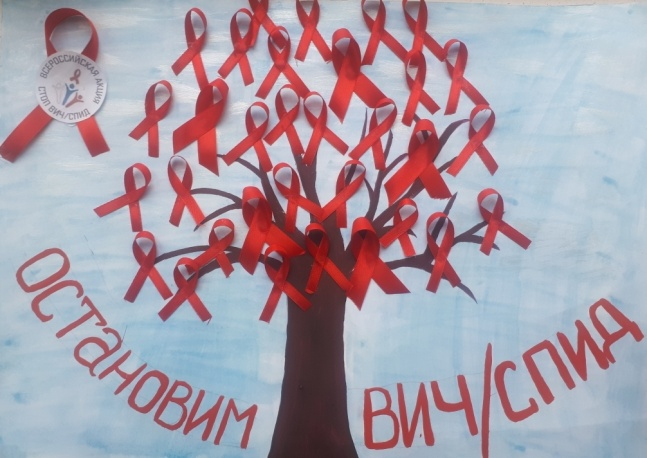 ВСЕРОССИЙСКАЯ АКЦИЯ
СТОП ВИЧ/СПИД
ОСТАНОВИМ ВИЧ/СПИД